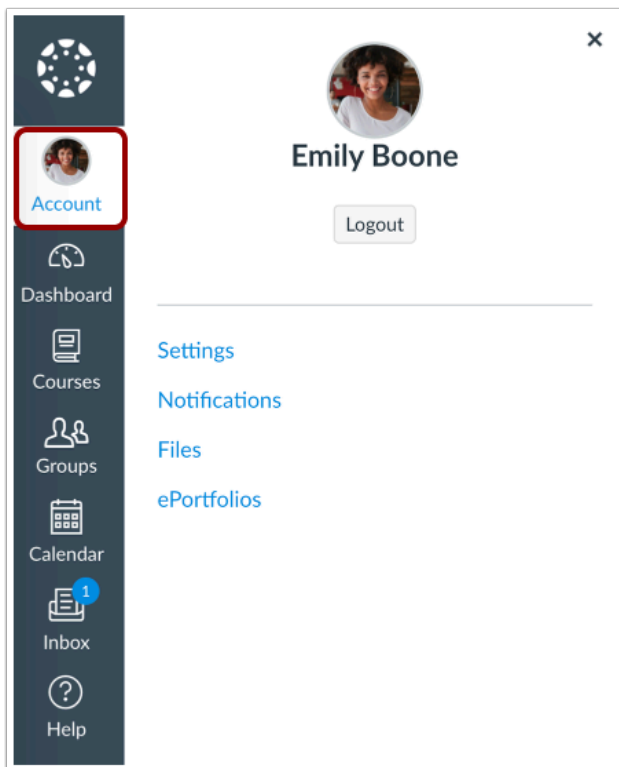 ×
Emily Boone
Logout
Account
Dashboard
Courses
Groups
Calendar
1
Inbox
Help
Settings
Notifications
Files
ePortfolios